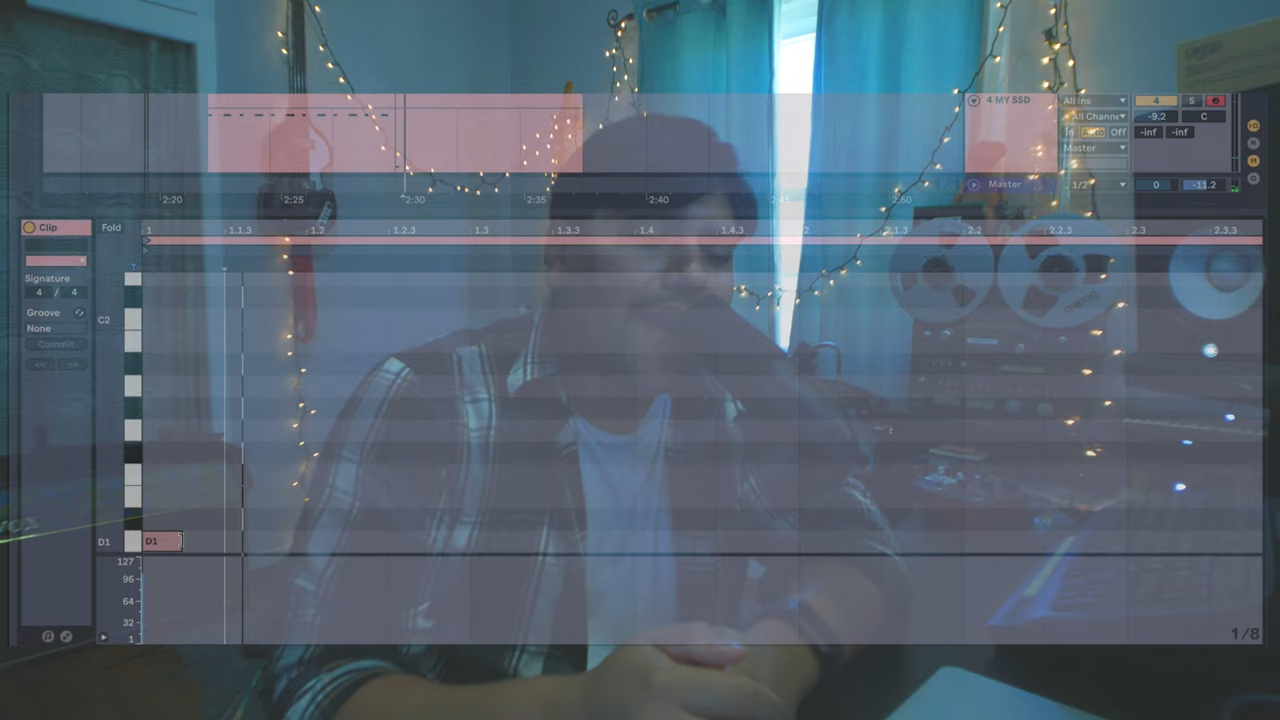 4 MY SSD
All Ins
4
S
All Channe
-9.2
C
In
Auto
Off
-inf
-inf
Master
Master
1/2
0
-11.2
2:20
2:25
2:30
2:35
2:40
2:45
2:50
Clip
Fold
1
1.1.3
1.2
1.2.3
1.3
1.3.3
1.4
1.4.3
2
2.1.3
2.2
2.2.3
2.3
2.3.3
Signature
4 / 4
Groove
None
Commit
<<
>>
C2
D1
D1
127
96
64
32
1
1/8